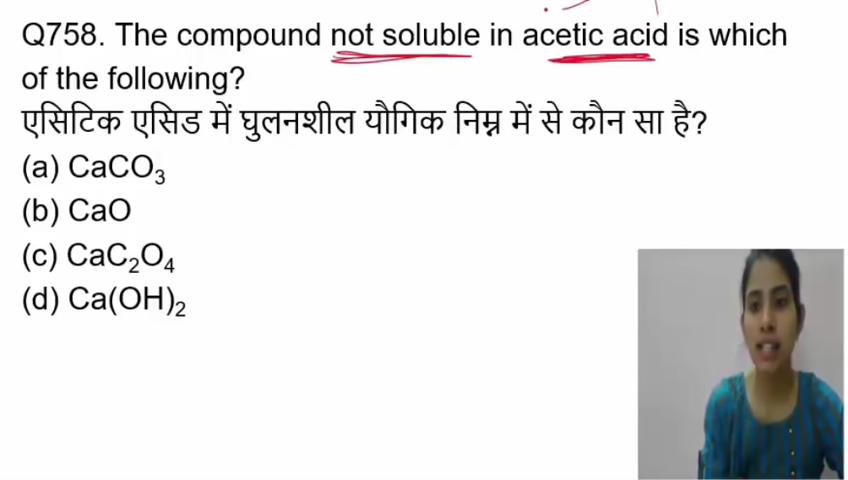 Q758. The compound not soluble in acetic acid is which
of the following?
एसिटिक एसिड में घुलनशील यौगिक निम्न में से कौन सा है?
(a) CaCO₃
(b) CaO
(c) CaC₂O₄
(d) Ca(OH)₂